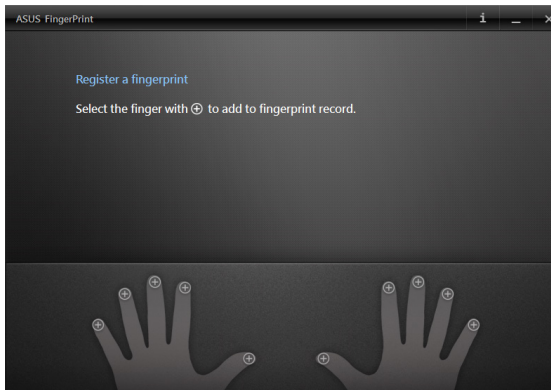 ASUS FingerPrint
Register a fingerprint
Select the finger with ⊕ to add to fingerprint record.